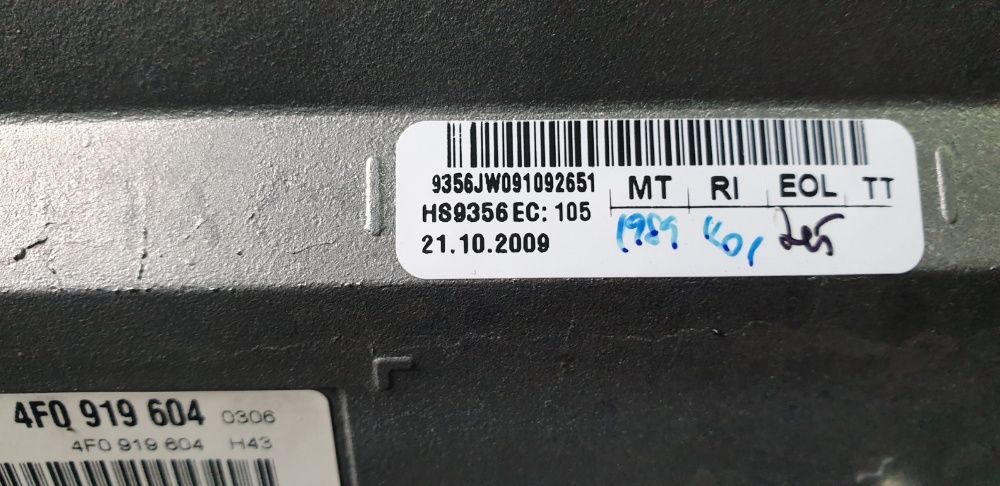 9356JW091092651 MT RI EOL TT
HS9356 EC: 105
21.10.2009
1989
4F0 919 604 0306
4F0 919 604 H43